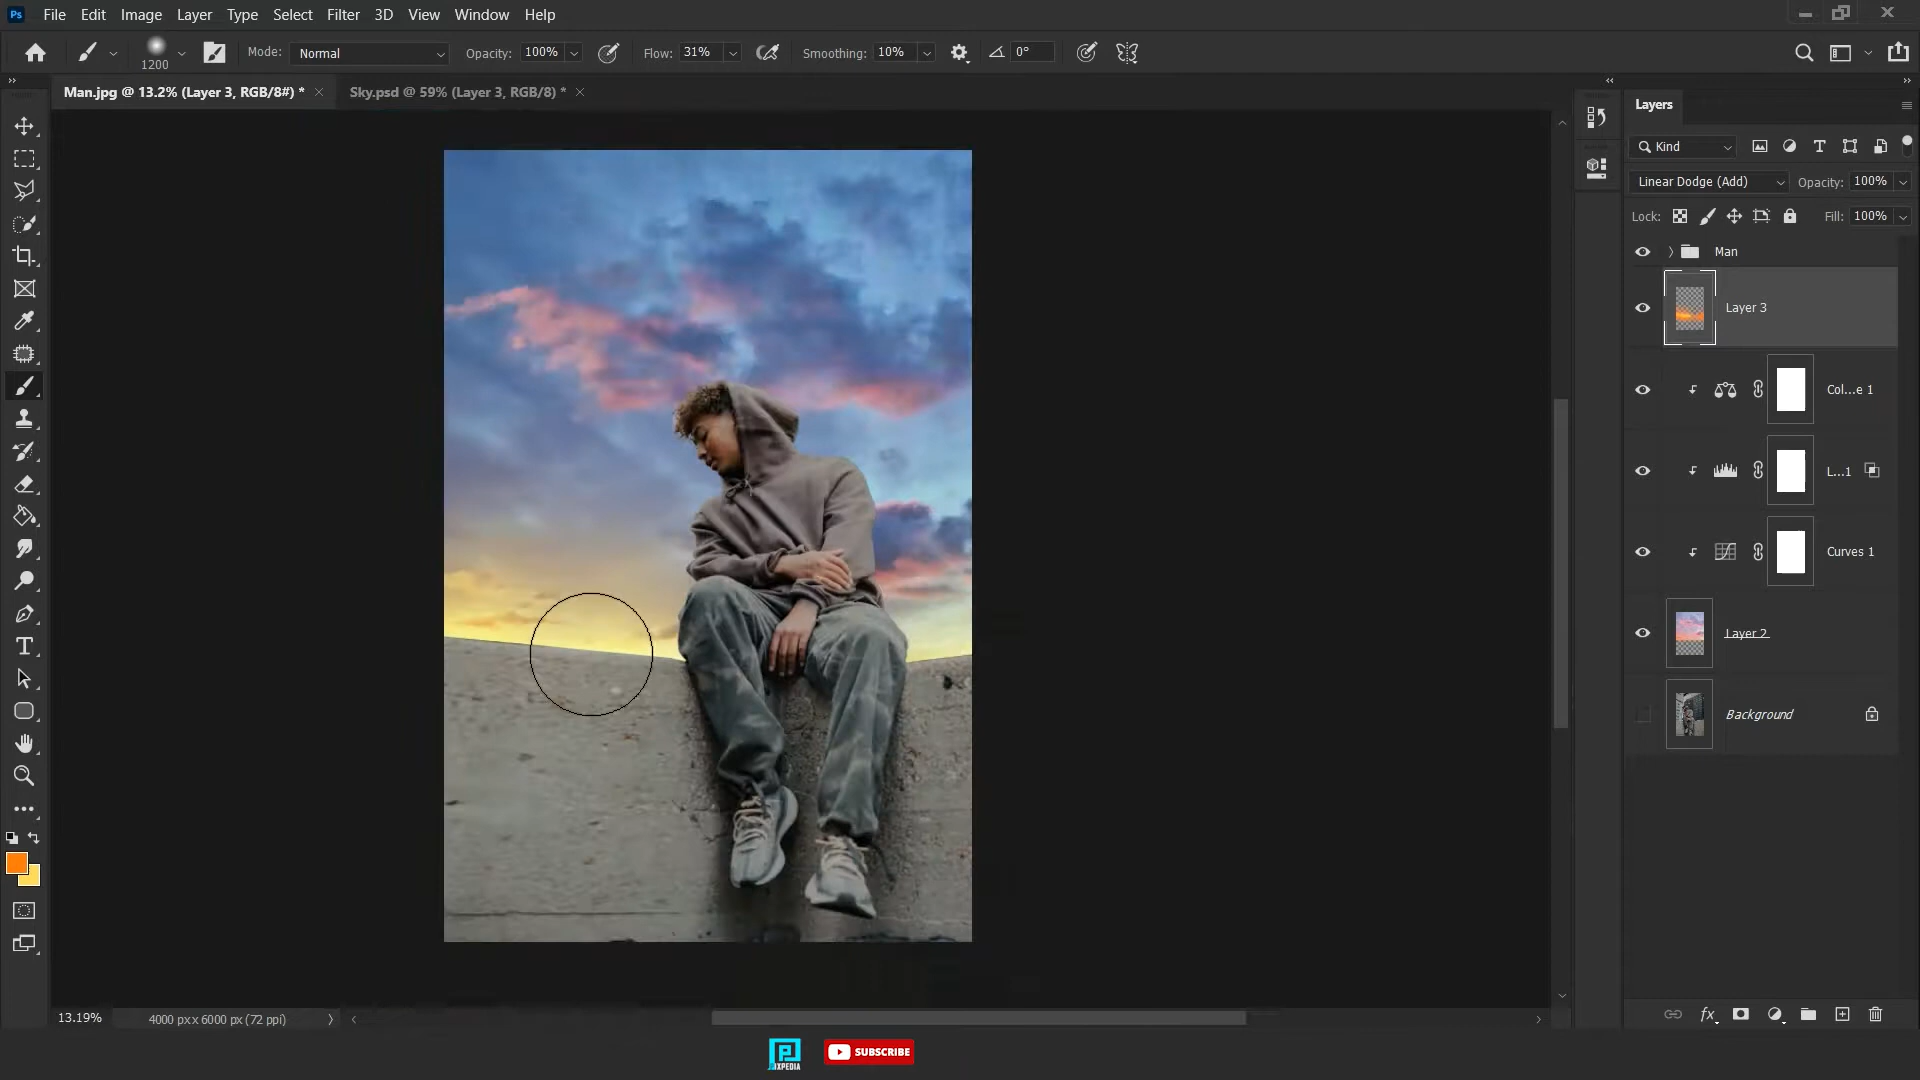 Ps File Edit Image Layer Type Select Filter 3D View Window Help
1200 Mode: Normal Opacity: 100% Flow: 31% Smoothing: 10% 0°
Man.jpg @ 13.2% (Layer 3, RGB/8#) * Sky.psd @ 59% (Layer 3, RGB/8) *
Layers
Kind
Linear Dodge (Add) Opacity: 100%
Lock: Fill: 100%
Man
Layer 3
Col...e 1
L...1
Curves 1
Layer 2
Background
13.19% 4000 px x 6000 px (72 ppi)
PIXPEDIA SUBSCRIBE